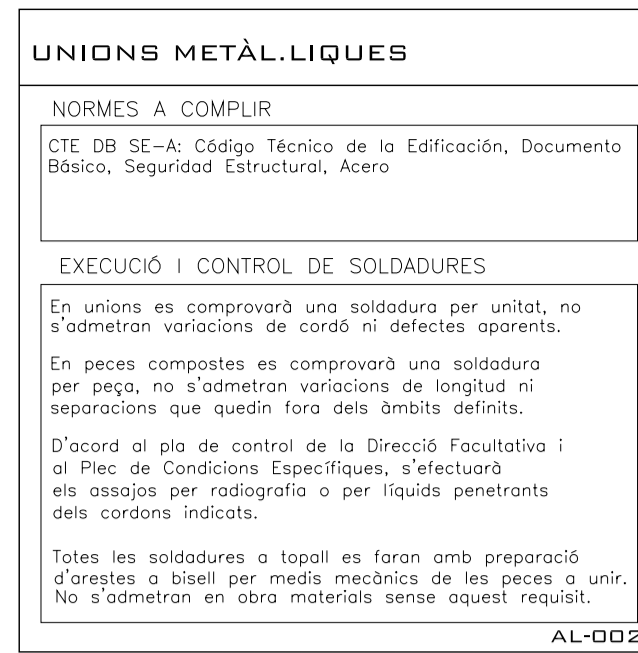 UNIONS METÀL.LIQUES
NORMES A COMPLIR
CTE DB SE-A: Código Técnico de la Edificación, Documento
Básico, Seguridad Estructural, Acero
EXECUCIÓ I CONTROL DE SOLDADURES
En unions es comprovarà una soldadura per unitat, no
s'admetran variacions de cordó ni defectes aparents.
En peces compostes es comprovarà una soldadura
per peça, no s'admetran variacions de longitud ni
separacions que quedin fora dels àmbits definits.
D'acord al pla de control de la Direcció Facultativa i
al Plec de Condicions Específiques, s'efectuarà
els assajos per radiografia o per líquids penetrants
dels cordons indicats.
Totes les soldadures a topall es faran amb preparació
d'arestes a bisell per medis mecànics de les peces a unir.
No s'admetran en obra materials sense aquest requisit.
AL-002